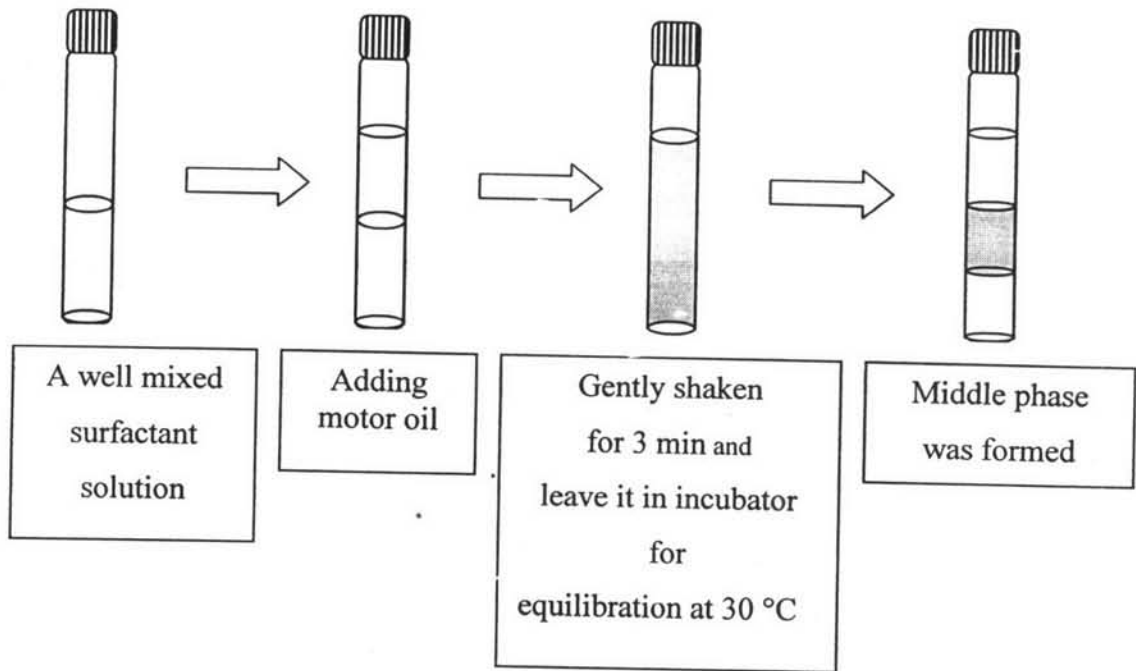 A well mixed
surfactant
solution
Adding
motor oil
Gently shaken
for 3 min and
leave it in incubator
for
equilibration at 30 °C
Middle phase
was formed